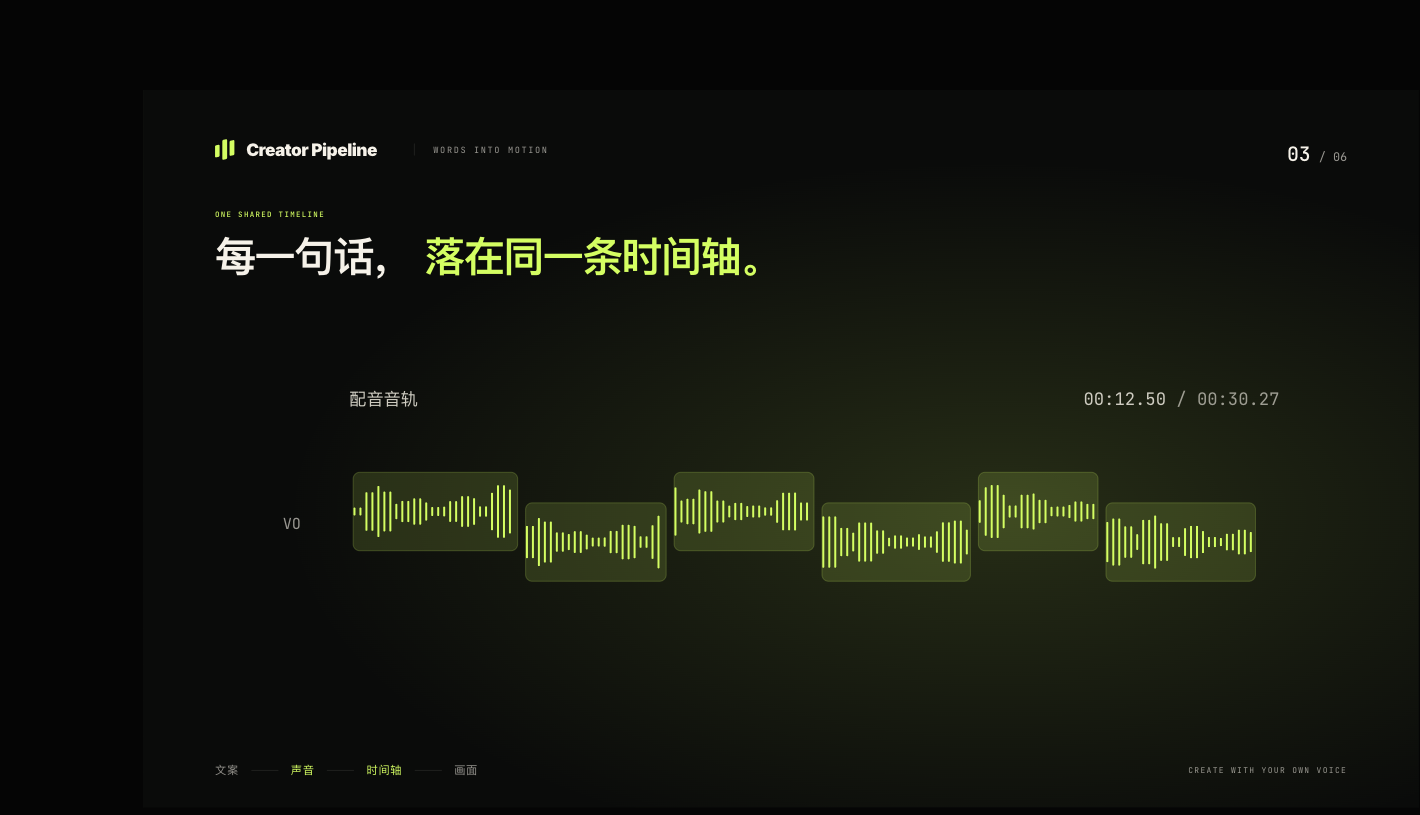 Creator Pipeline
WORDS INTO MOTION
03 / 06
ONE SHARED TIMELINE
每一句话，落在同一条时间轴。
配音音轨
00:12.50 / 00:30.27
VO
文案 声音 时间轴 画面
CREATE WITH YOUR OWN VOICE